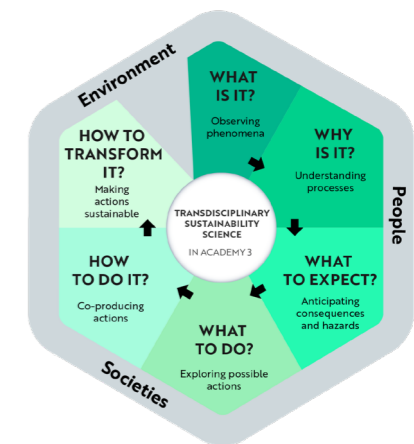 Environment
People
Societies
WHAT
IS IT?
Observing
phenomena
WHY
IS IT?
Understanding
processes
WHAT
TO EXPECT?
Anticipating
consequences
and hazards
WHAT
TO DO?
Exploring possible
actions
HOW
TO DO IT?
Co-producing
actions
HOW TO
TRANSFORM
IT?
Making
actions
sustainable
TRANSDISCIPLINARY
SUSTAINABILITY
SCIENCE
IN ACADEMY 3